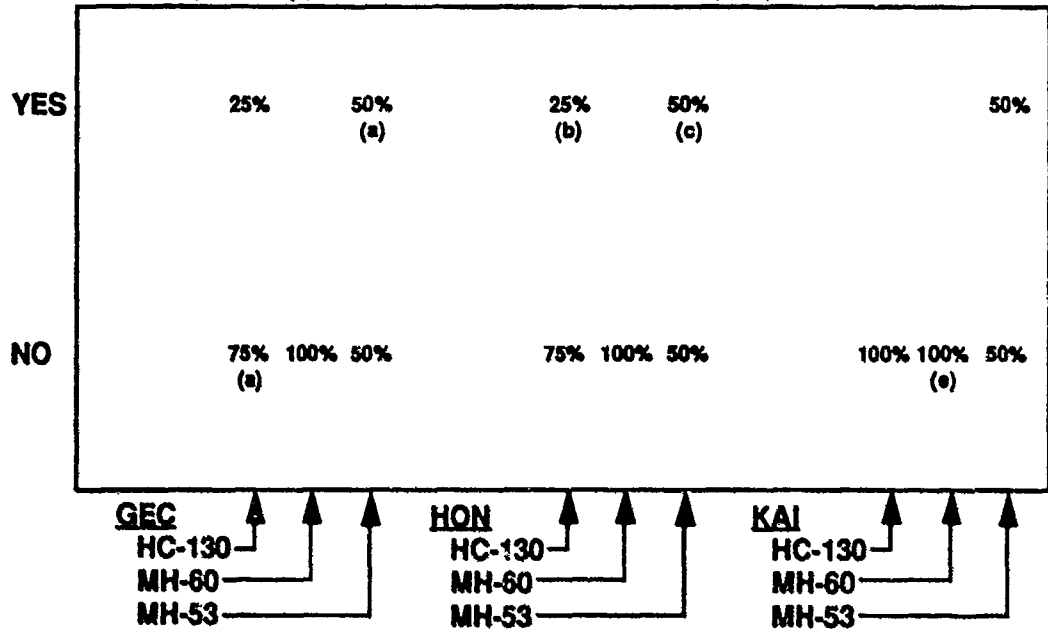 YES 25% 50% 25% 50% 50%
(a) (b) (c)
NO 75% 100% 50% 75% 100% 50% 100% 100% 50%
(a) (e)
GEC HON KAI
HC-130 HC-130 HC-130
MH-60 MH-60 MH-60
MH-53 MH-53 MH-53